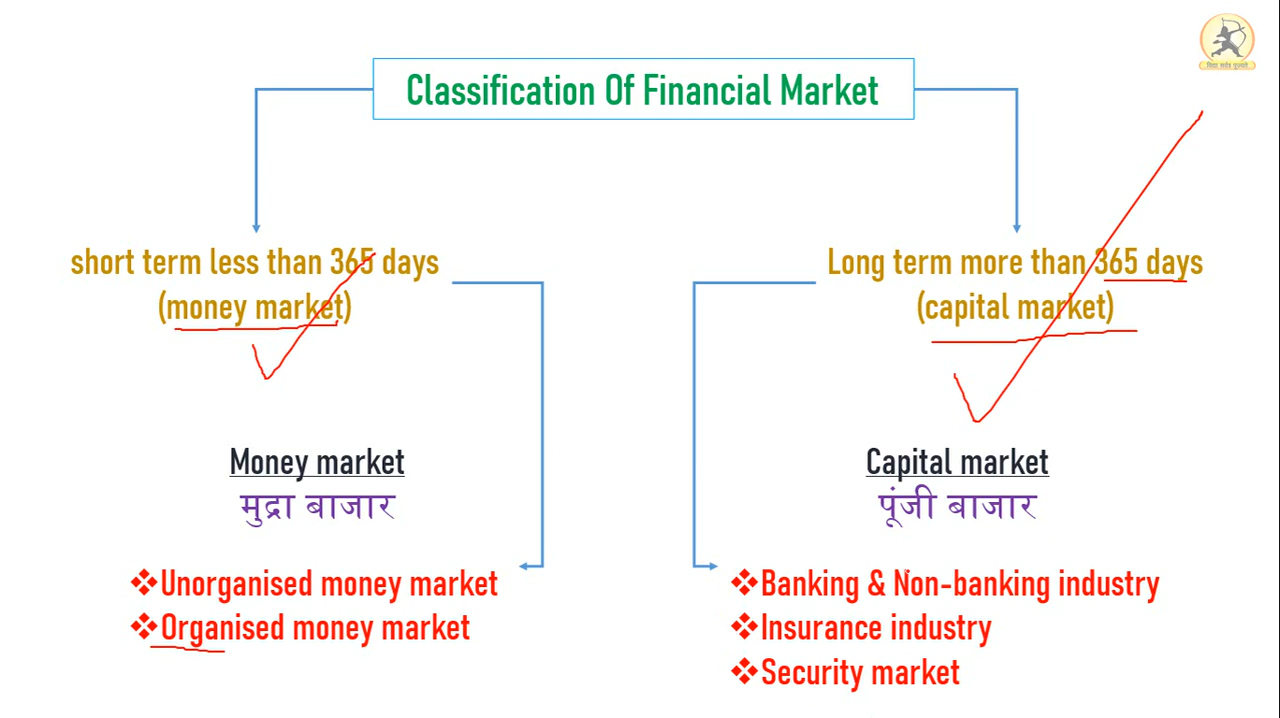 Classification Of Financial Market
short term less than 365 days
(money market)
Long term more than 365 days
(capital market)
Money market
मुद्रा बाजार
❖Unorganised money market
❖Organised money market
Capital market
पूंजी बाजार
❖Banking & Non-banking industry
❖Insurance industry
❖Security market